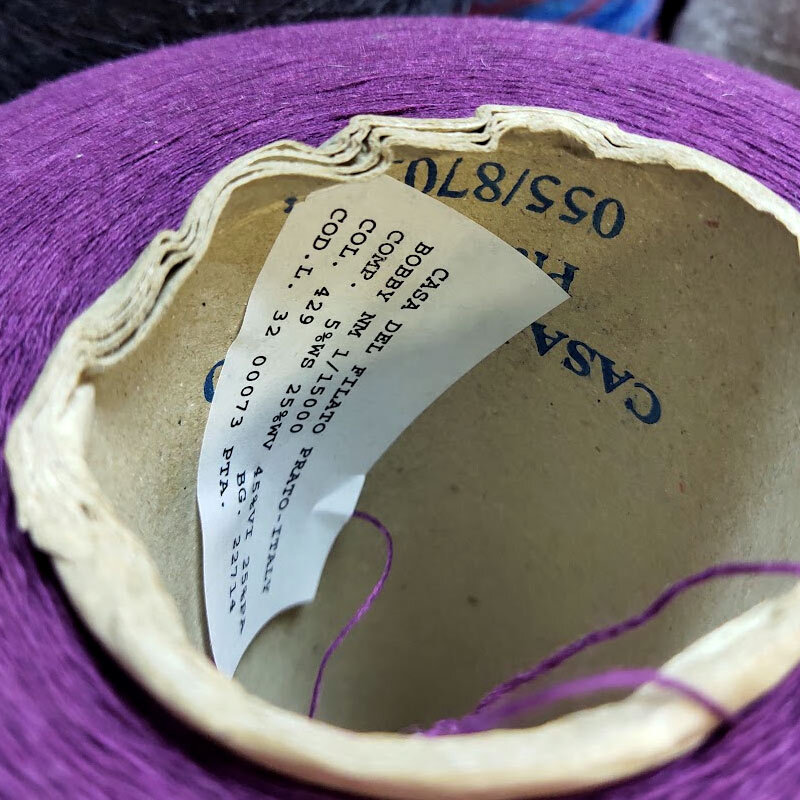 CASA DEL FILATO PRATO-ITALY
BOBBY NM 1/15000
COMP. 5%WS 25%WV 45%VI 25%PA
COL. 429 BG. 22714
COD.L. 32 00073 PTA.
CASA
055/870